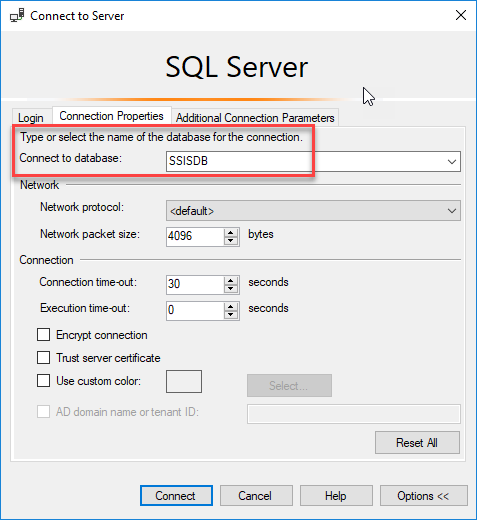 Connect to Server
SQL Server
Login Connection Properties Additional Connection Parameters
Type or select the name of the database for the connection.
Connect to database: SSISDB
Network
Network protocol: <default>
Network packet size: 4096 bytes
Connection
Connection time-out: 30 seconds
Execution time-out: 0 seconds
Encrypt connection
Trust server certificate
Use custom color: Select...
AD domain name or tenant ID:
Reset All
Connect Cancel Help Options <<